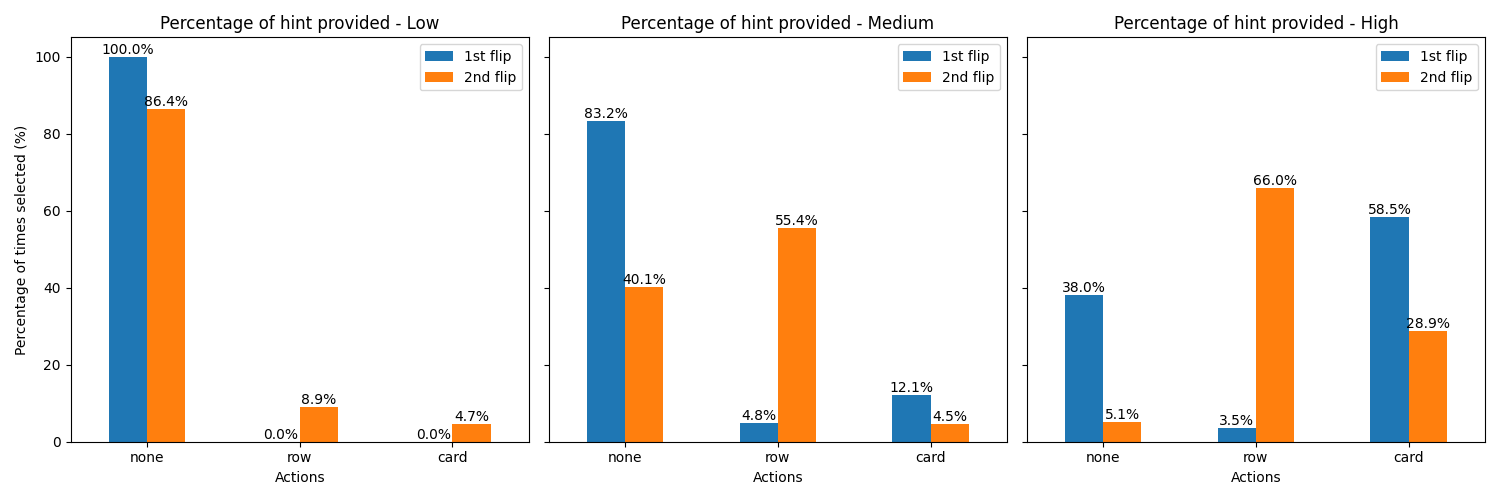 Percentage of hint provided - Low
Percentage of times selected (%)
100
80
60
40
20
0
1st flip
2nd flip
100.0%
86.4%
0.0%
8.9%
0.0%
4.7%
none
row
card
Actions
Percentage of hint provided - Medium
1st flip
2nd flip
83.2%
40.1%
4.8%
55.4%
12.1%
4.5%
none
row
card
Actions
Percentage of hint provided - High
1st flip
2nd flip
38.0%
5.1%
3.5%
66.0%
58.5%
28.9%
none
row
card
Actions